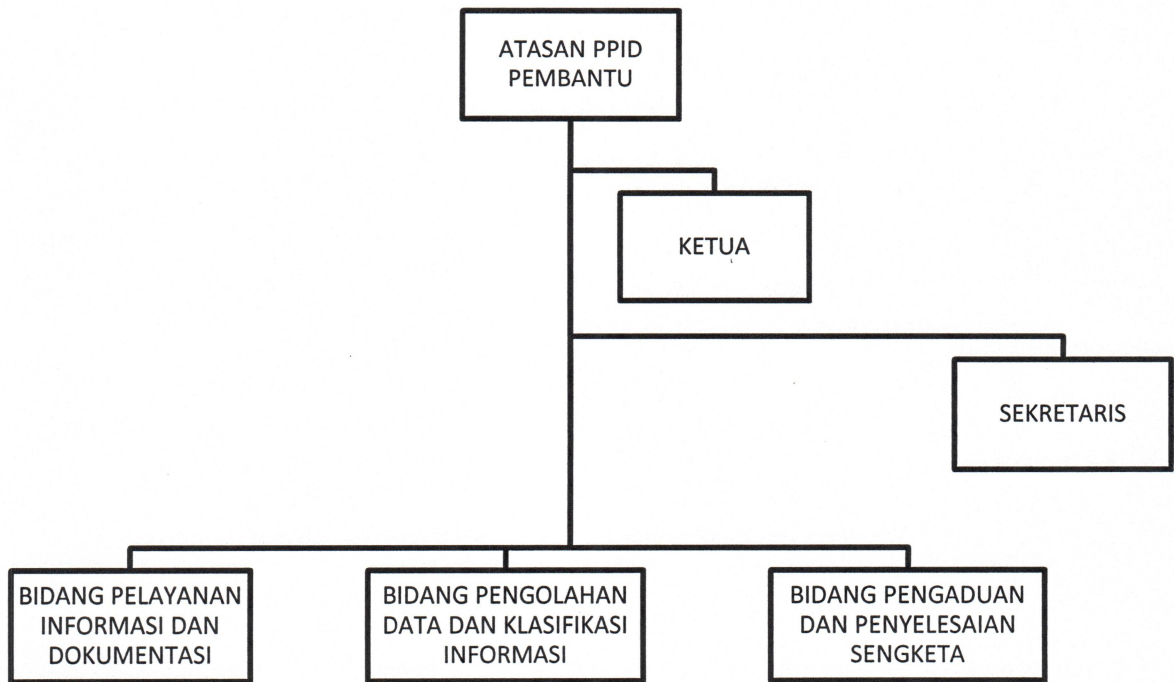 ATASAN PPID
PEMBANTU
KETUA
SEKRETARIS
BIDANG PELAYANAN
INFORMASI DAN
DOKUMENTASI
BIDANG PENGOLAHAN
DATA DAN KLASIFIKASI
INFORMASI
BIDANG PENGADUAN
DAN PENYELESAIAN
SENGKETA